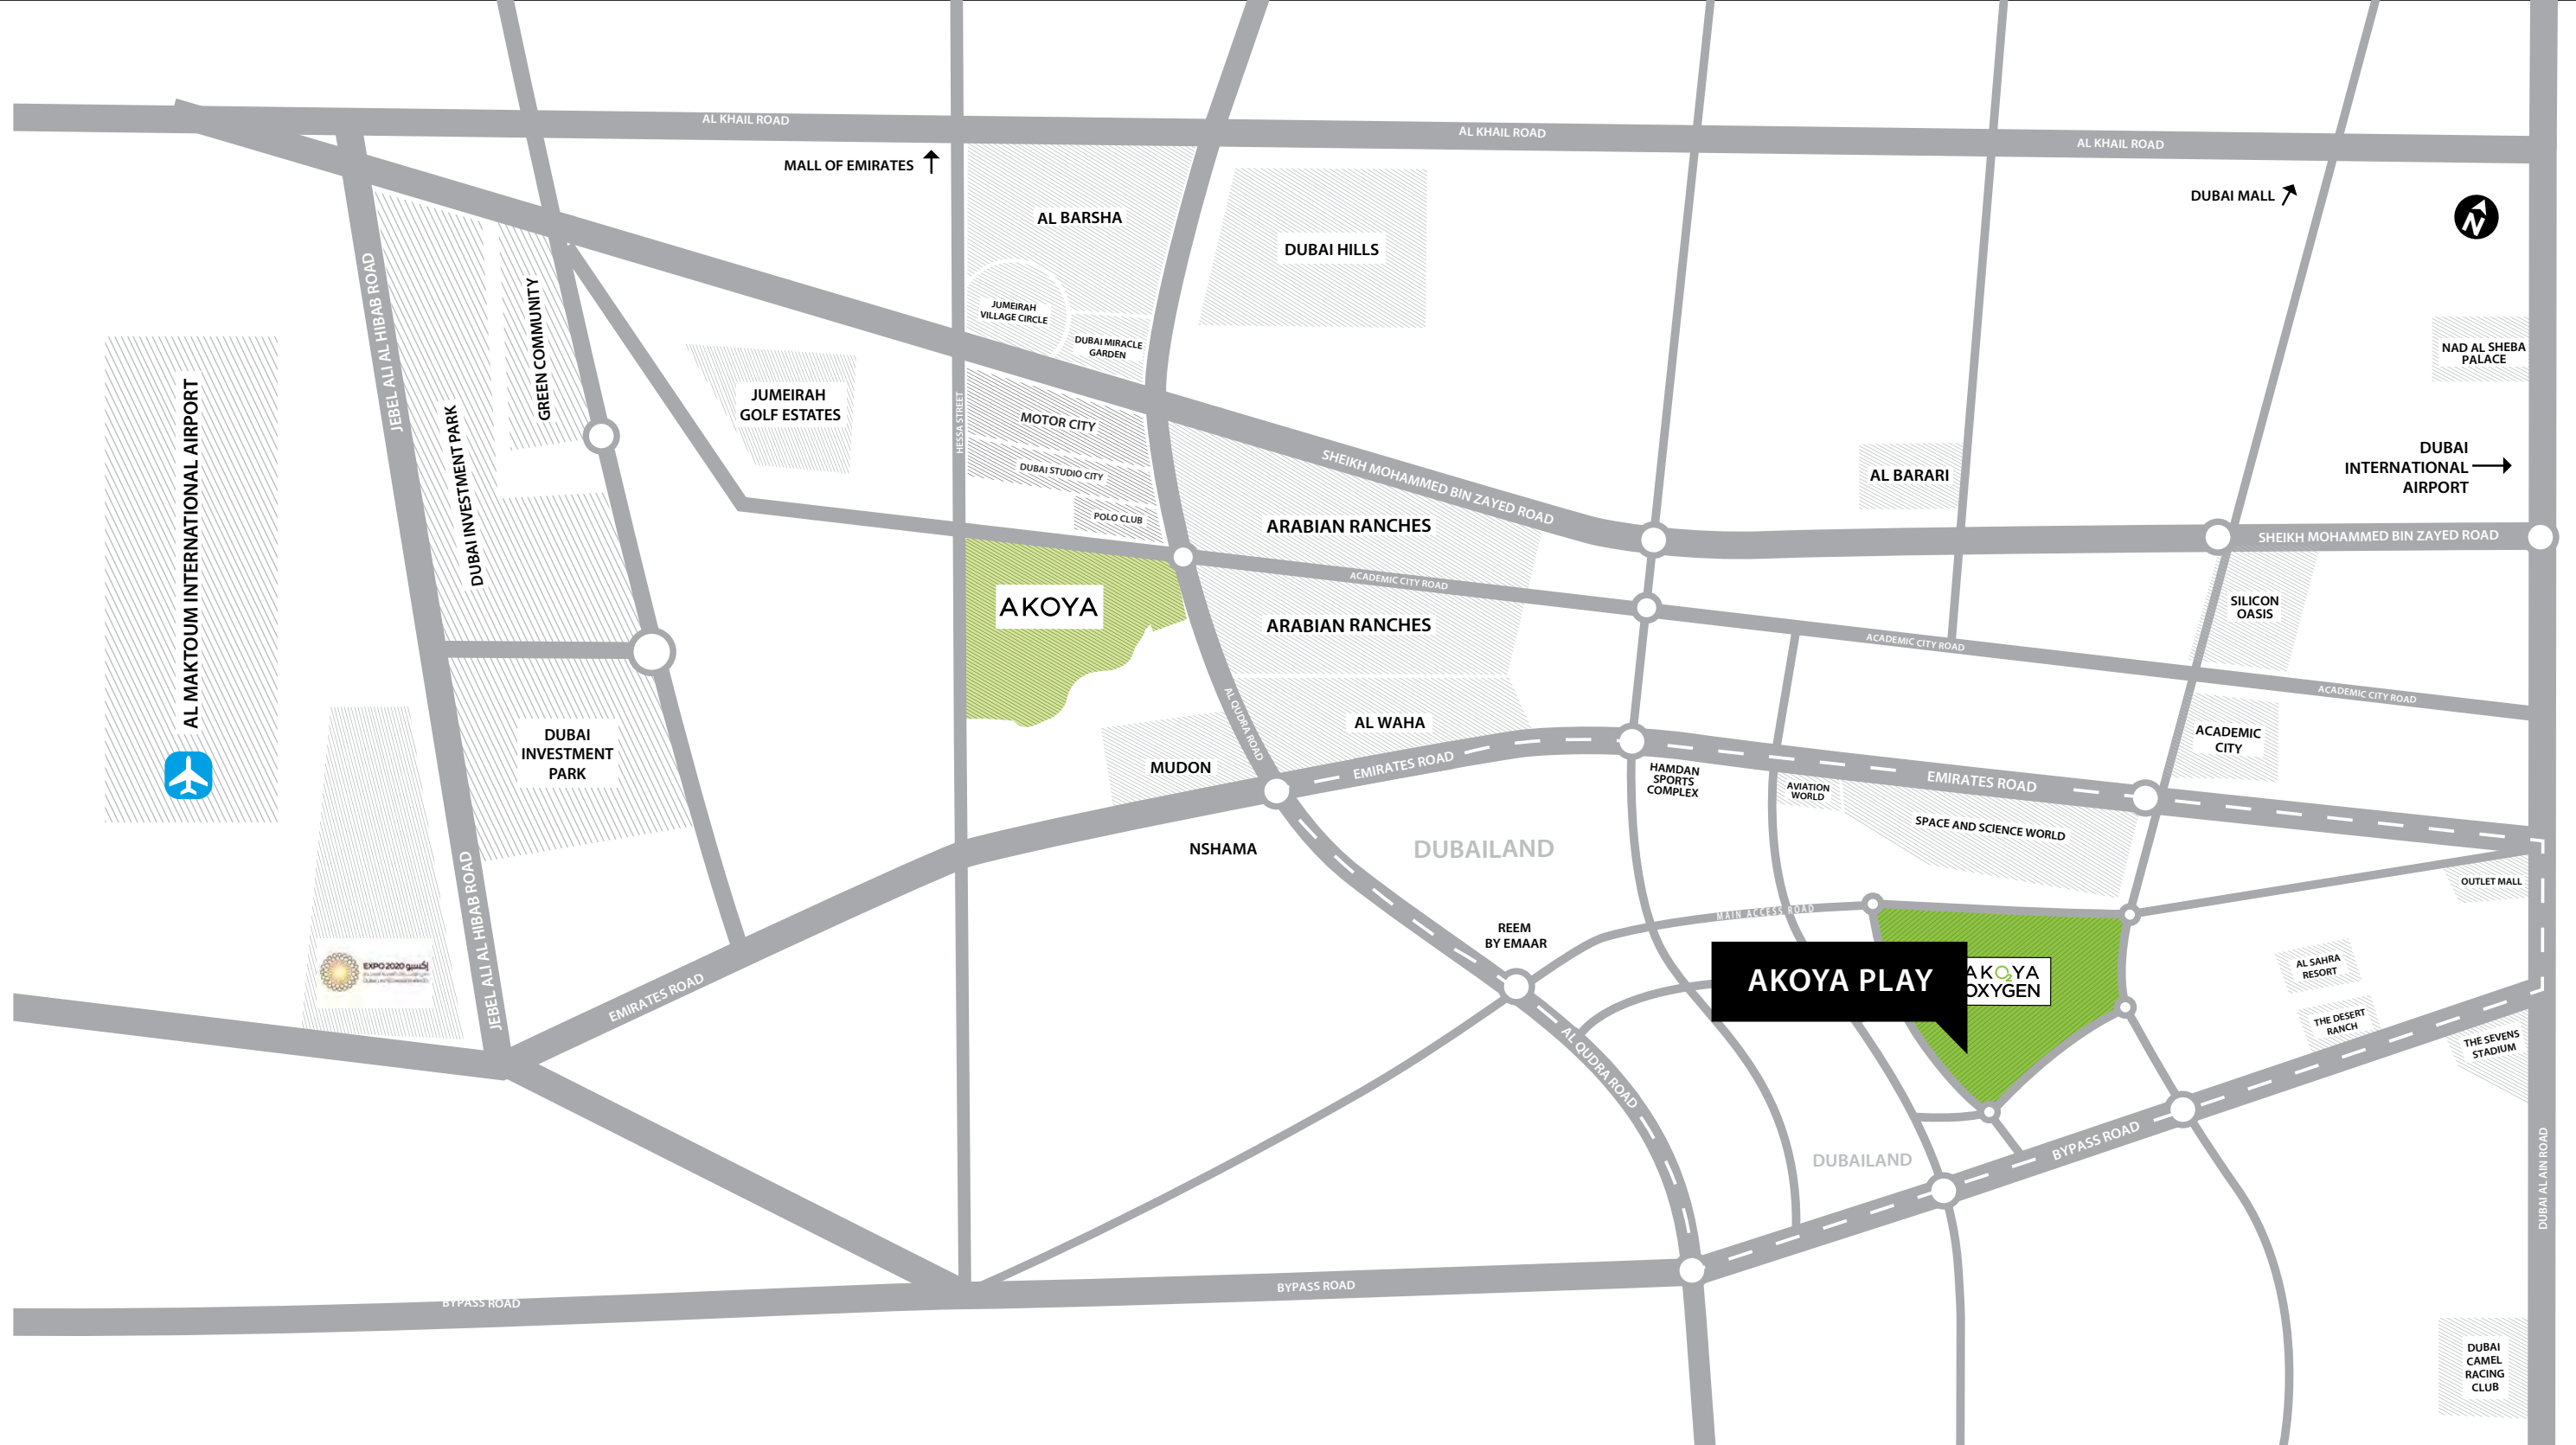 AL KHAIL ROAD
AL KHAIL ROAD
AL KHAIL ROAD
MALL OF EMIRATES
DUBAI MALL
N
AL BARSHA
DUBAI HILLS
JUMEIRAH
VILLAGE CIRCLE
DUBAI MIRACLE
GARDEN
JEBEL ALI AL HIBAB ROAD
GREEN COMMUNITY
NAD AL SHEBA
PALACE
AL MAKTOUM INTERNATIONAL AIRPORT
DUBAI INVESTMENT PARK
JUMEIRAH
GOLF ESTATES
HESSA STREET
MOTOR CITY
DUBAI STUDIO CITY
POLO CLUB
SHEIKH MOHAMMED BIN ZAYED ROAD
AL BARARI
DUBAI
INTERNATIONAL
AIRPORT
ARABIAN RANCHES
SHEIKH MOHAMMED BIN ZAYED ROAD
ACADEMIC CITY ROAD
AKOYA
ARABIAN RANCHES
SILICON
OASIS
ACADEMIC CITY ROAD
ACADEMIC CITY ROAD
AL QUDRA ROAD
AL WAHA
DUBAI
INVESTMENT
PARK
MUDON
EMIRATES ROAD
HAMDAN
SPORTS
COMPLEX
AVIATION
WORLD
EMIRATES ROAD
ACADEMIC
CITY
SPACE AND SCIENCE WORLD
NSHAMA
DUBAILAND
OUTLET MALL
MAIN ACCESS ROAD
REEM
BY EMAAR
JEBEL ALI AL HIBAB ROAD
EXPO 2020 إكسبو
EMIRATES ROAD
AKOYA PLAY
AKO2YA
OXYGEN
AL SAHRA
RESORT
THE DESERT
RANCH
THE SEVENS
STADIUM
AL QUDRA ROAD
DUBAILAND
BYPASS ROAD
DUBAI AL AIN ROAD
BYPASS ROAD
BYPASS ROAD
DUBAI
CAMEL
RACING
CLUB